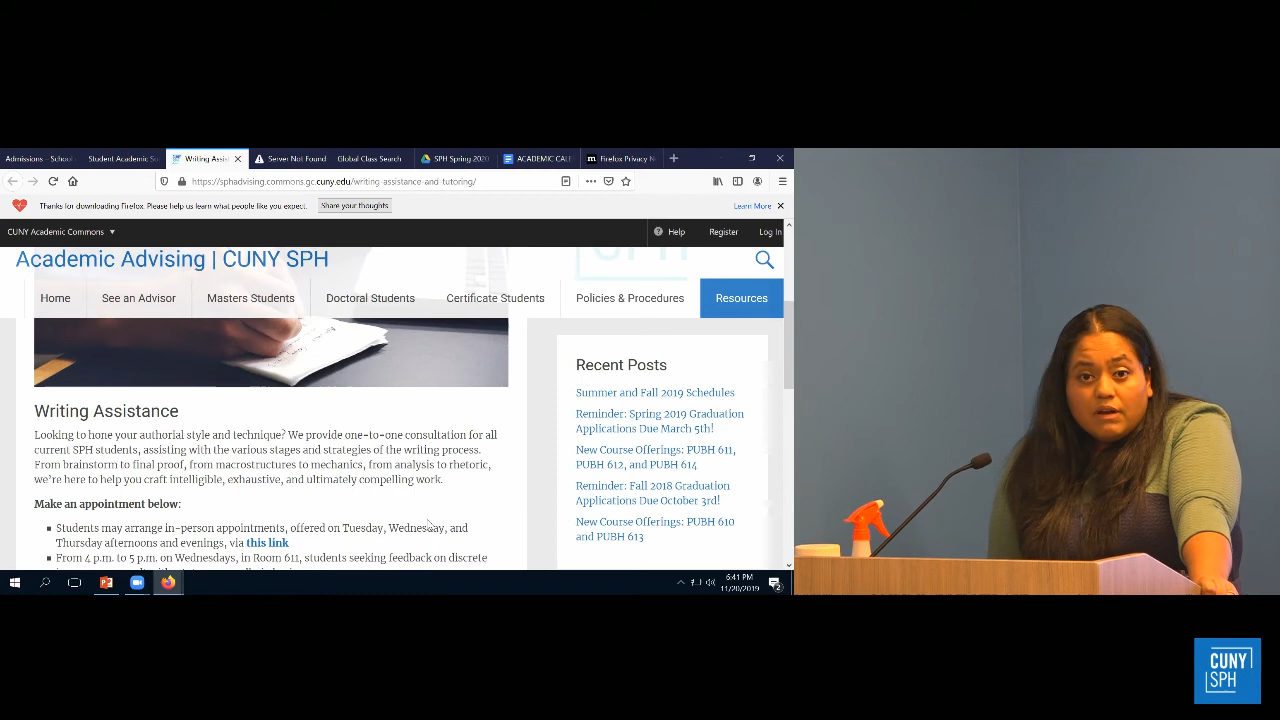 Admissions - School
Student Academic Se
Writing Assist
Server Not Found
Global Class Search
SPH Spring 2020
ACADEMIC CALE
Firefox Privacy N
https://sphadvising.commons.gc.cuny.edu/writing-assistance-and-tutoring/
Thanks for downloading Firefox. Please help us learn what people like you expect.
Share your thoughts
Learn More
CUNY Academic Commons
Help
Register
Log In
Academic Advising | CUNY SPH
Home
See an Advisor
Masters Students
Doctoral Students
Certificate Students
Policies & Procedures
Resources
Writing Assistance
Looking to hone your authorial style and technique? We provide one-to-one consultation for all
current SPH students, assisting with the various stages and strategies of the writing process.
From brainstorm to final proof, from macrostructures to mechanics, from analysis to rhetoric,
we're here to help you craft intelligible, exhaustive, and ultimately compelling work.
Make an appointment below:
Students may arrange in-person appointments, offered on Tuesday, Wednesday, and
Thursday afternoons and evenings, via this link
From 4 p.m. to 5 p.m. on Wednesdays, in Room 611, students seeking feedback on discrete
Recent Posts
Summer and Fall 2019 Schedules
Reminder: Spring 2019 Graduation
Applications Due March 5th!
New Course Offerings: PUBH 611,
PUBH 612, and PUBH 614
Reminder: Fall 2018 Graduation
Applications Due October 3rd!
New Course Offerings: PUBH 610
and PUBH 613
6:41 PM
11/20/2019
2
CUNY
SPH